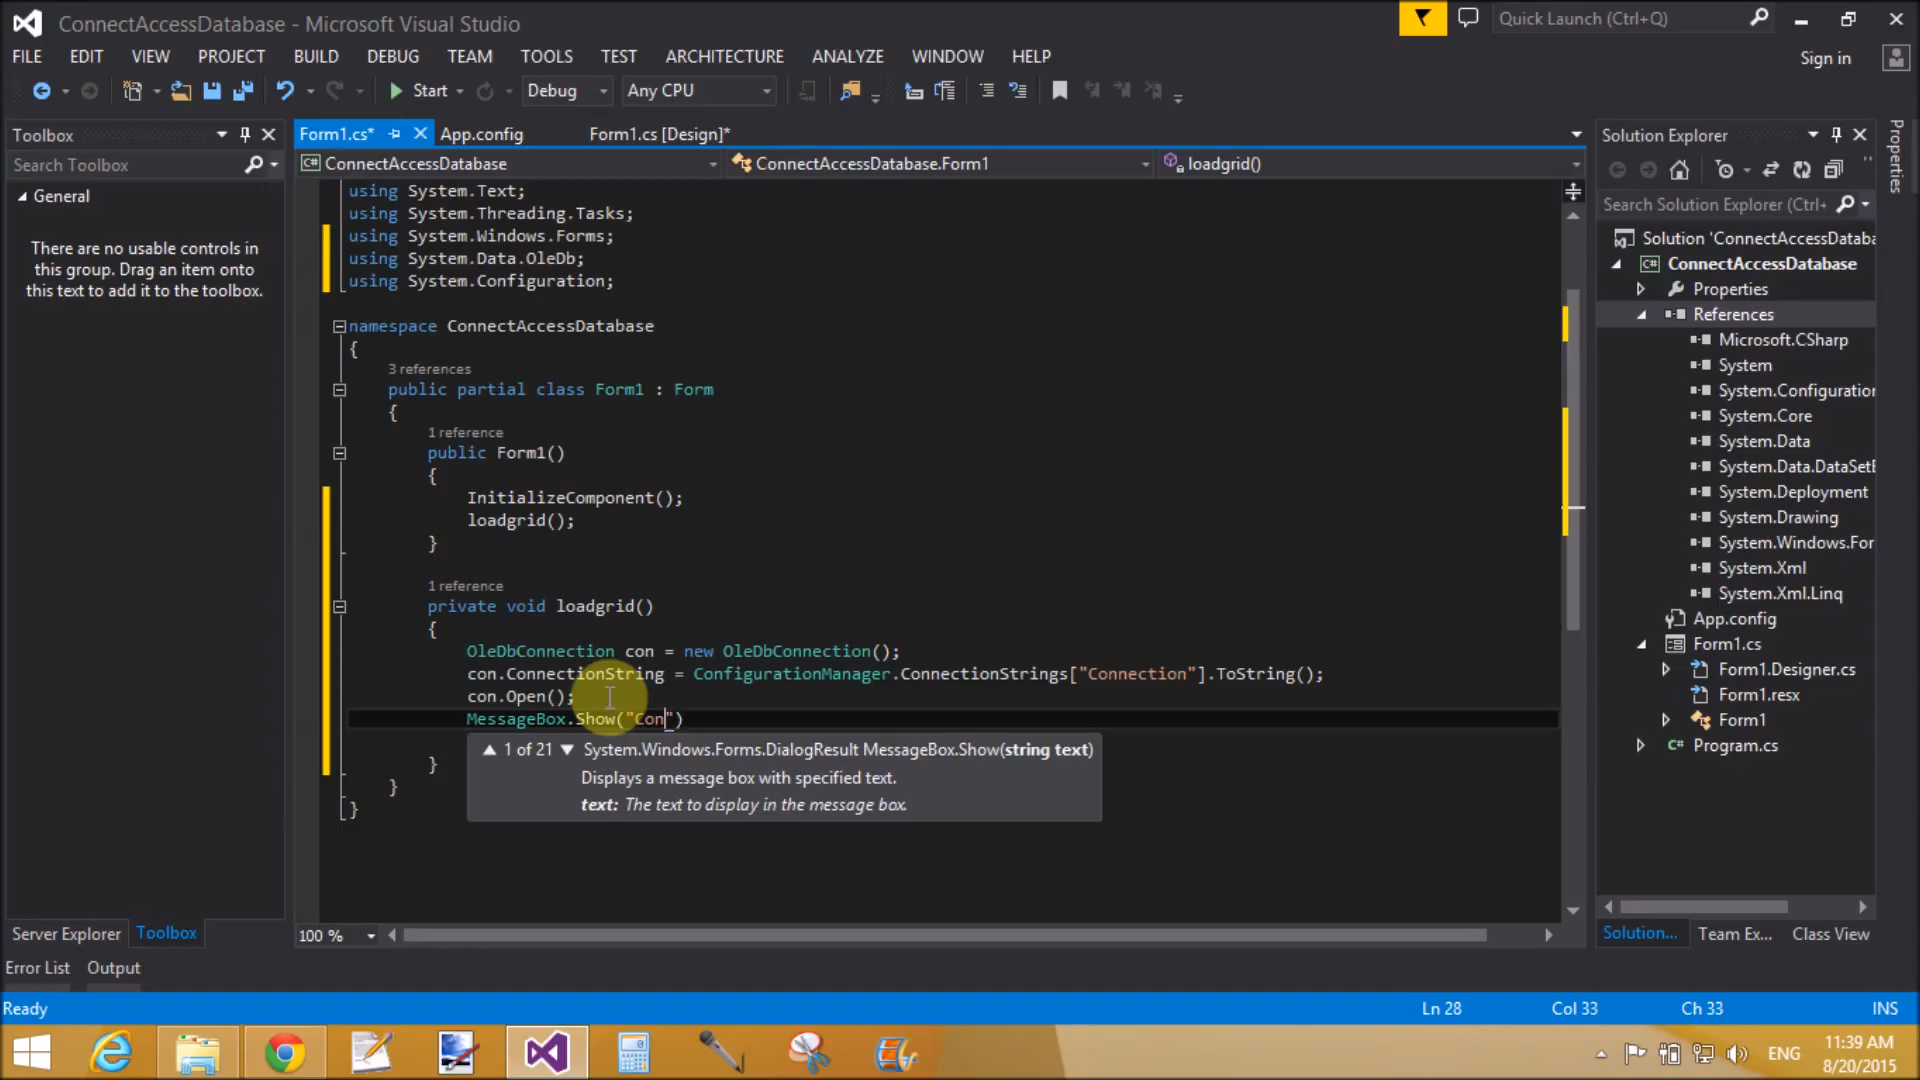 ConnectAccessDatabase - Microsoft Visual Studio
Quick Launch (Ctrl+Q)
FILE EDIT VIEW PROJECT BUILD DEBUG TEAM TOOLS TEST ARCHITECTURE ANALYZE WINDOW HELP
Sign in
Start Debug Any CPU
Toolbox
Search Toolbox
General
There are no usable controls in
this group. Drag an item onto
this text to add it to the toolbox.
Server Explorer Toolbox
Form1.cs* App.config Form1.cs [Design]*
C# ConnectAccessDatabase ConnectAccessDatabase.Form1 loadgrid()
using System.Text;
using System.Threading.Tasks;
using System.Windows.Forms;
using System.Data.OleDb;
using System.Configuration;
namespace ConnectAccessDatabase
{
3 references
public partial class Form1 : Form
{
1 reference
public Form1()
{
InitializeComponent();
loadgrid();
}
1 reference
private void loadgrid()
{
OleDbConnection con = new OleDbConnection();
con.ConnectionString = ConfigurationManager.ConnectionStrings["Connection"].ToString();
con.Open();
MessageBox.Show("Con")
1 of 21 System.Windows.Forms.DialogResult MessageBox.Show(string text)
Displays a message box with specified text.
text: The text to display in the message box.
}
}
}
100 %
Solution Explorer
Search Solution Explorer (Ctrl+
Solution 'ConnectAccessDataba
C# ConnectAccessDatabase
Properties
References
Microsoft.CSharp
System
System.Configuration
System.Core
System.Data
System.Data.DataSetE
System.Deployment
System.Drawing
System.Windows.For
System.Xml
System.Xml.Linq
App.config
Form1.cs
Form1.Designer.cs
Form1.resx
Form1
C# Program.cs
Solution... Team Ex... Class View
Properties
Error List Output
Ready Ln 28 Col 33 Ch 33 INS
ENG
11:39 AM
8/20/2015